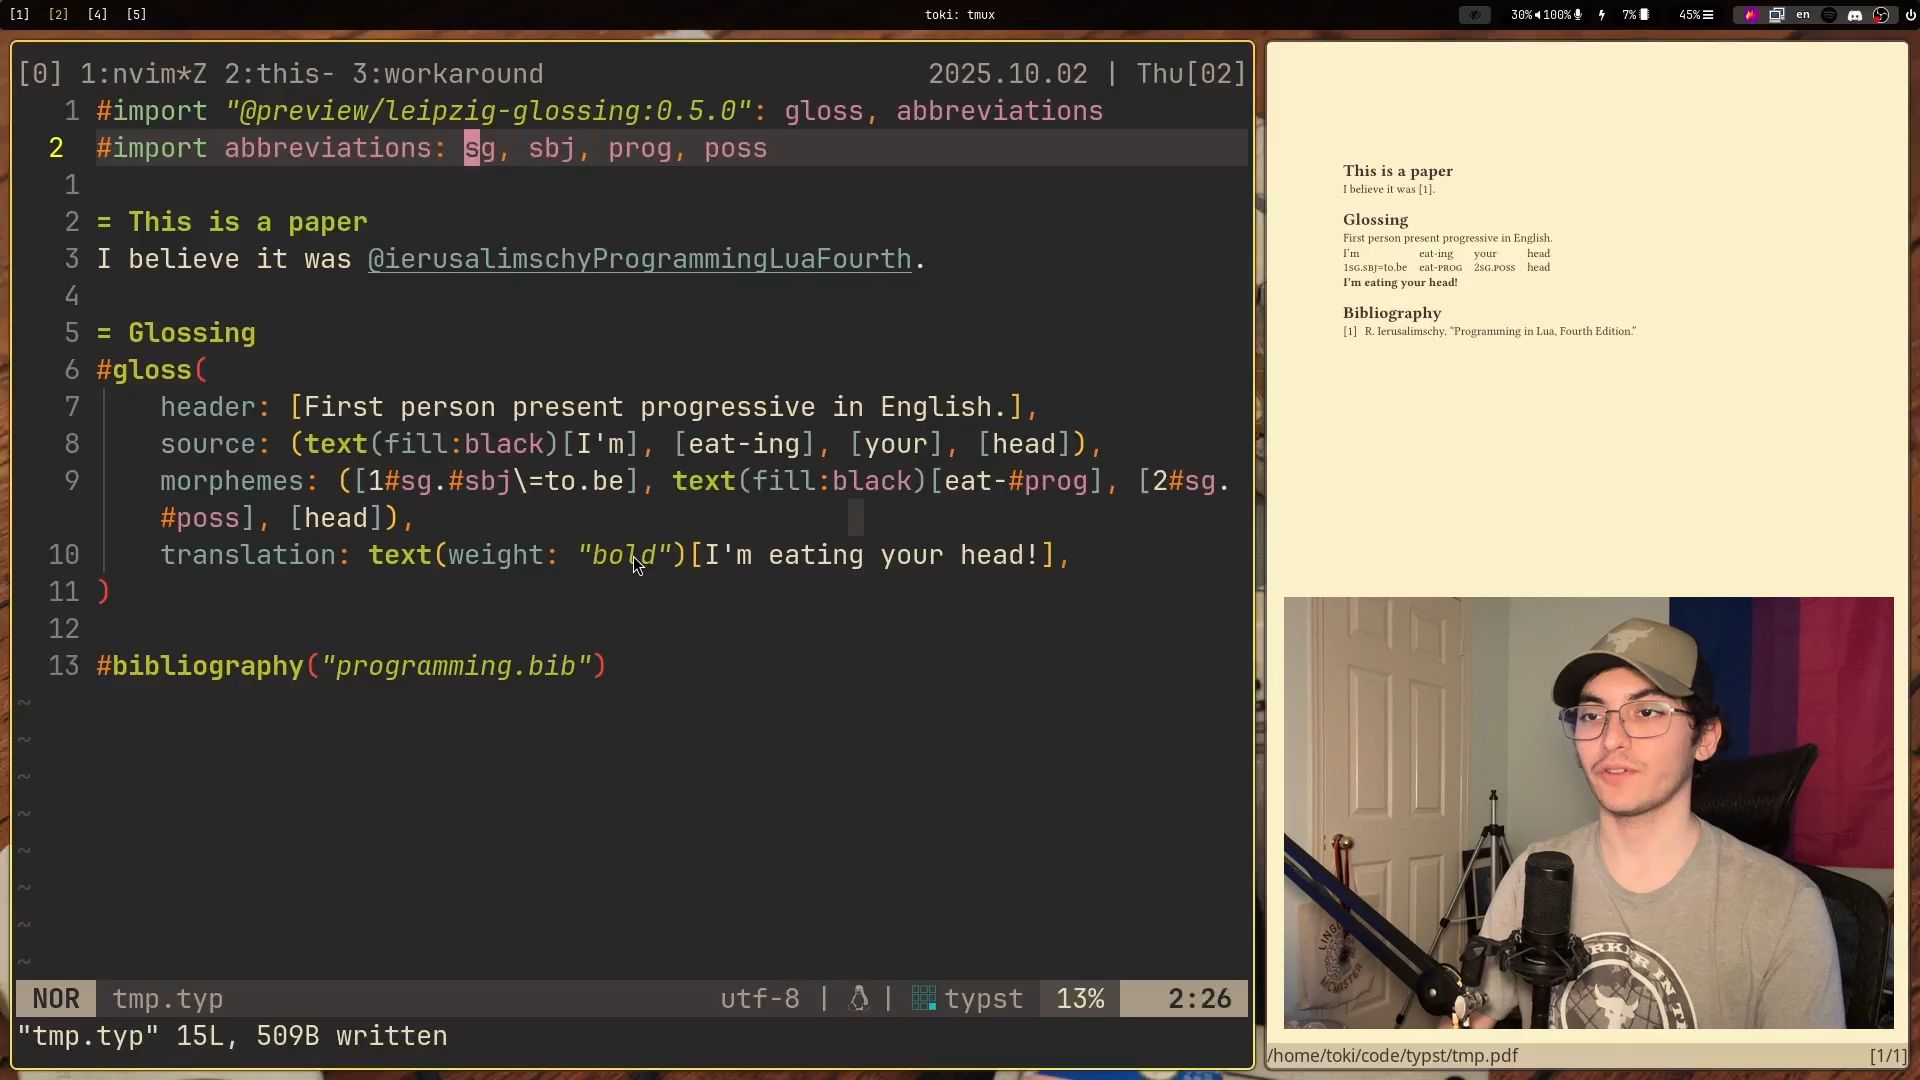 [1] [2] [4] [5] toki: tmux 30% 100% 7% 45% en
[0] 1:nvim*Z 2:this- 3:workaround 2025.10.02 | Thu[02]
1 #import "@preview/leipzig-glossing:0.5.0": gloss, abbreviations
2 #import abbreviations: sg, sbj, prog, poss
1
2 = This is a paper
3 I believe it was @ierusalimschyProgrammingLuaFourth.
4
5 = Glossing
6 #gloss(
7 header: [First person present progressive in English.],
8 source: (text(fill:black)[I'm], [eat-ing], [your], [head]),
9 morphemes: ([1#sg.#sbj\=to.be], text(fill:black)[eat-#prog], [2#sg.
#poss], [head]),
10 translation: text(weight: "bold")[I'm eating your head!],
11 )
12
13 #bibliography("programming.bib")
~
~
~
~
~
~
~
~
NOR tmp.typ utf-8 | | typst 13% 2:26
"tmp.typ" 15L, 509B written
This is a paper
I believe it was [1].
Glossing
First person present progressive in English.
I'm eat-ing your head
1SG.SBJ=to.be eat-PROG 2SG.POSS head
I'm eating your head!
Bibliography
[1] R. Ierusalimschy, "Programming in Lua, Fourth Edition."
/home/toki/code/typst/tmp.pdf [1/1]